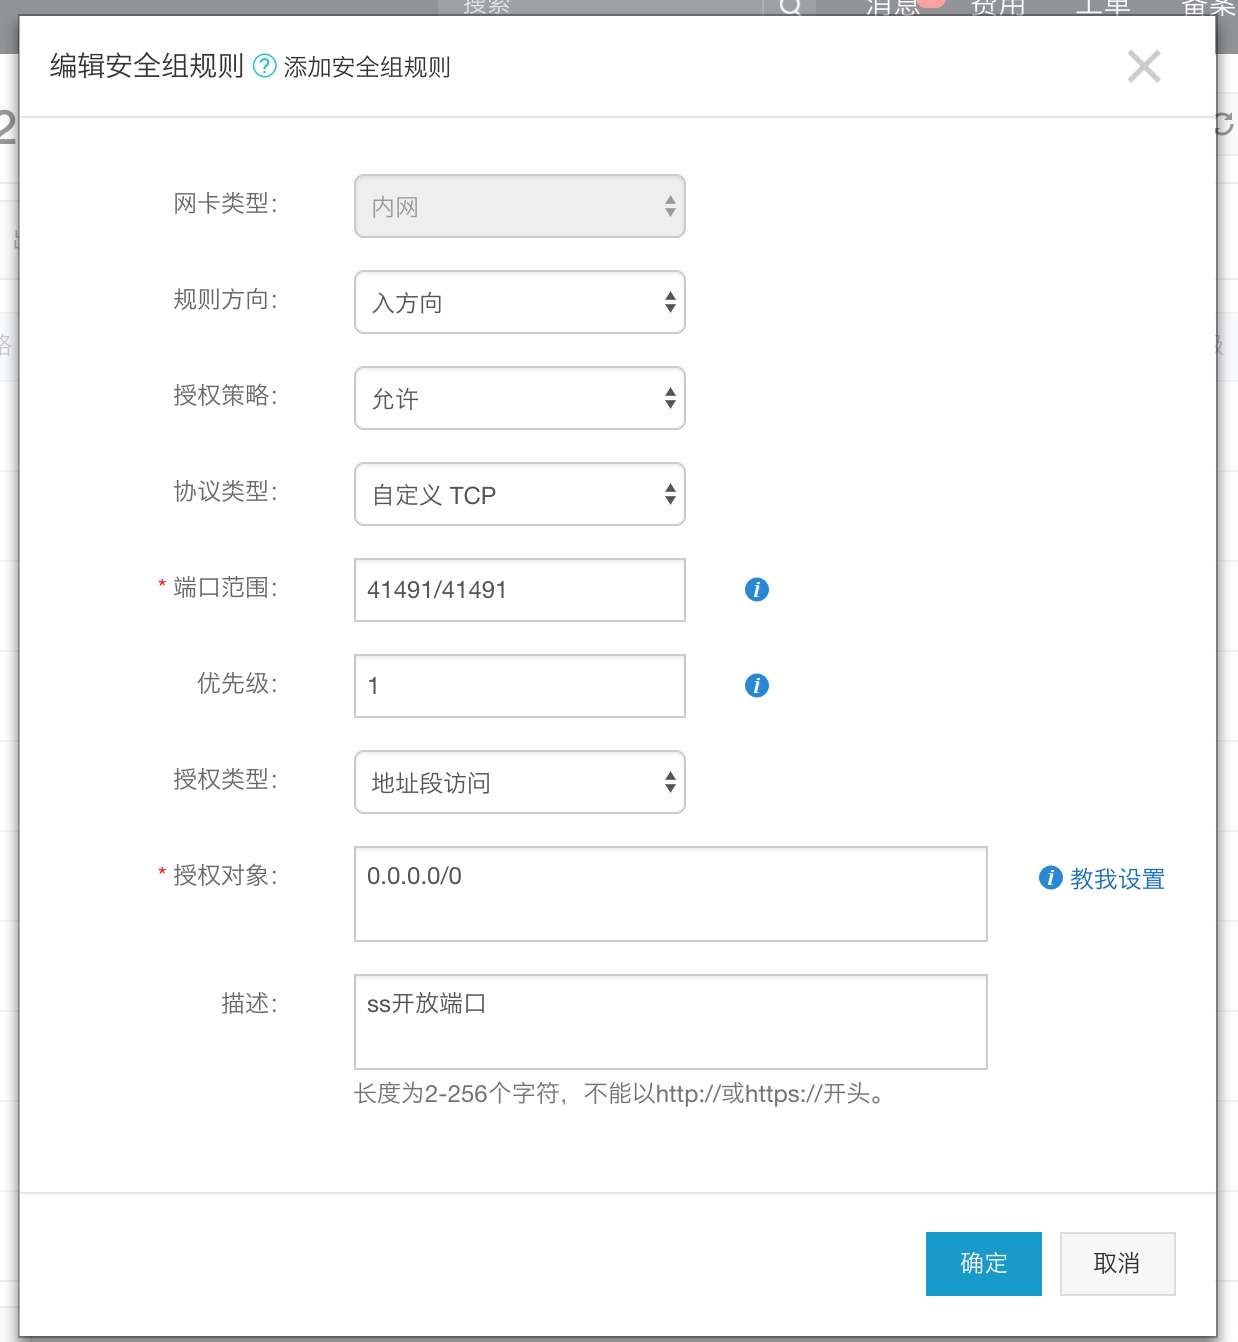 搜索
消息 费用 工单 备案
编辑安全组规则 ? 添加安全组规则
网卡类型: 内网
规则方向: 入方向
授权策略: 允许
协议类型: 自定义 TCP
* 端口范围: 41491/41491
优先级: 1
授权类型: 地址段访问
* 授权对象: 0.0.0.0/0 教我设置
描述: ss开放端口
长度为2-256个字符，不能以http://或https://开头。
确定 取消